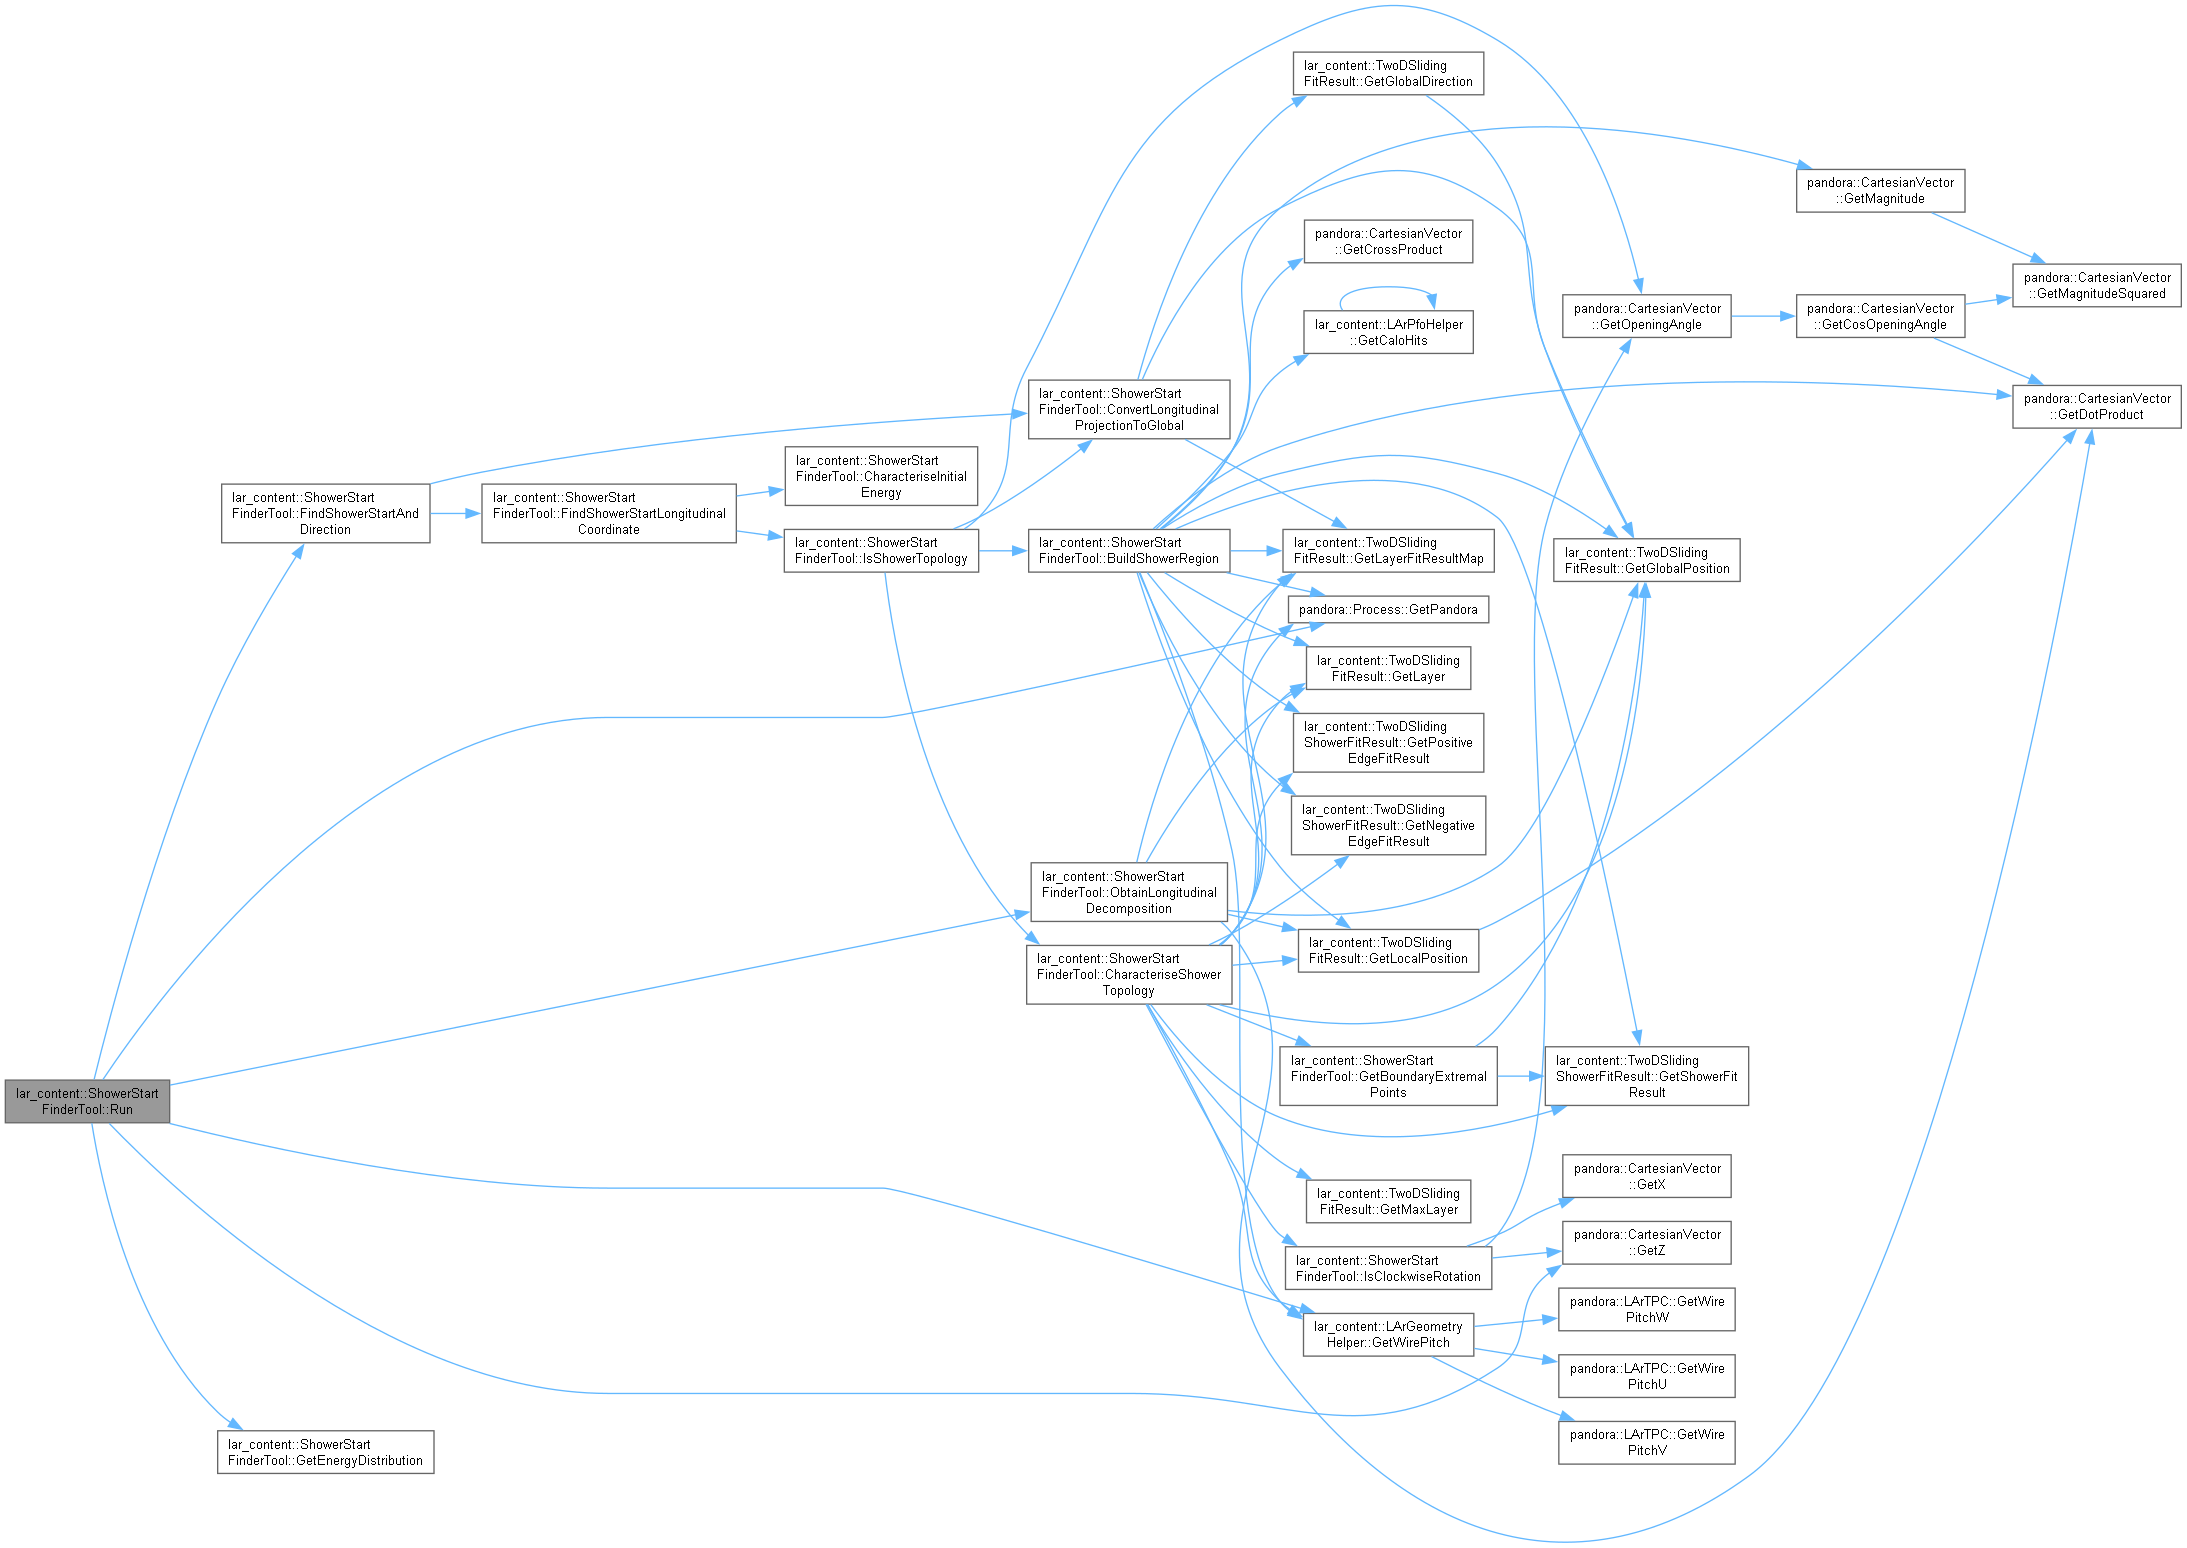 lar_content::ShowerStart
FinderTool::Run
lar_content::ShowerStart
FinderTool::FindShowerStartAnd
Direction
lar_content::ShowerStart
FinderTool::GetEnergyDistribution
lar_content::ShowerStart
FinderTool::FindShowerStartLongitudinal
Coordinate
lar_content::ShowerStart
FinderTool::CharacteriseInitial
Energy
lar_content::ShowerStart
FinderTool::IsShowerTopology
lar_content::ShowerStart
FinderTool::ConvertLongitudinal
ProjectionToGlobal
lar_content::ShowerStart
FinderTool::BuildShowerRegion
lar_content::ShowerStart
FinderTool::ObtainLongitudinal
Decomposition
lar_content::ShowerStart
FinderTool::CharacteriseShower
Topology
lar_content::TwoDSliding
FitResult::GetGlobalDirection
pandora::CartesianVector
::GetCrossProduct
lar_content::LArPfoHelper
::GetCaloHits
lar_content::TwoDSliding
FitResult::GetLayerFitResultMap
pandora::Process::GetPandora
lar_content::TwoDSliding
FitResult::GetLayer
lar_content::TwoDSliding
ShowerFitResult::GetPositive
EdgeFitResult
lar_content::TwoDSliding
ShowerFitResult::GetNegative
EdgeFitResult
lar_content::TwoDSliding
FitResult::GetLocalPosition
lar_content::ShowerStart
FinderTool::GetBoundaryExtremal
Points
lar_content::TwoDSliding
FitResult::GetMaxLayer
lar_content::ShowerStart
FinderTool::IsClockwiseRotation
lar_content::LArGeometry
Helper::GetWirePitch
pandora::CartesianVector
::GetOpeningAngle
lar_content::TwoDSliding
FitResult::GetGlobalPosition
lar_content::TwoDSliding
ShowerFitResult::GetShowerFit
Result
pandora::CartesianVector
::GetX
pandora::CartesianVector
::GetZ
pandora::LArTPC::GetWire
PitchW
pandora::LArTPC::GetWire
PitchU
pandora::LArTPC::GetWire
PitchV
pandora::CartesianVector
::GetMagnitude
pandora::CartesianVector
::GetCosOpeningAngle
pandora::CartesianVector
::GetMagnitudeSquared
pandora::CartesianVector
::GetDotProduct